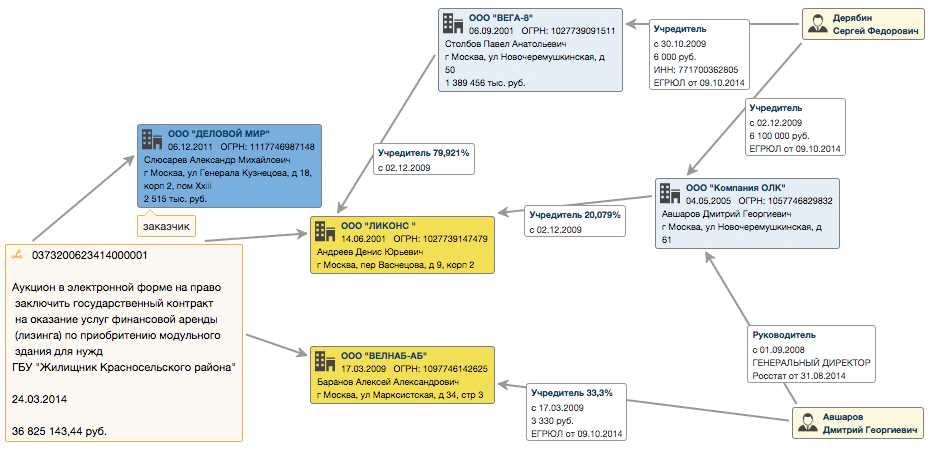 ООО "ВЕГА-8"
06.09.2001 ОГРН: 1027739091511
Столбов Павел Анатольевич
г Москва, ул Новочеремушкинская, д
50
1 389 456 тыс. руб.
Учредитель
с 30.10.2009
6 000 руб.
ИНН: 771700362805
ЕГРЮЛ от 09.10.2014
Дерябин
Сергей Федорович
Учредитель
с 02.12.2009
6 100 000 руб.
ЕГРЮЛ от 09.10.2014
ООО "ДЕЛОВОЙ МИР"
06.12.2011 ОГРН: 1117746987148
Слюсарев Александр Михайлович
г Москва, ул Генерала Кузнецова, д 18,
корп 2, пом Xxiii
2 515 тыс. руб.
заказчик
Учредитель 79,921%
с 02.12.2009
ООО "Компания ОЛК"
04.05.2005 ОГРН: 1057746829832
Авшаров Дмитрий Георгиевич
г Москва, ул Новочеремушкинская, д
61
Учредитель 20,079%
с 02.12.2009
ООО "ЛИКОНС "
14.06.2001 ОГРН: 1027739147479
Андреев Денис Юрьевич
г Москва, пер Васнецова, д 9, корп 2
0373200623414000001
Аукцион в электронной форме на право
заключить государственный контракт
на оказание услуг финансовой аренды
(лизинга) по приобритению модульного
здания для нужд
ГБУ "Жилищник Красносельского района"
24.03.2014
36 825 143,44 руб.
ООО "ВЕЛНАБ-АБ"
17.03.2009 ОГРН: 1097746142625
Баранов Алексей Александрович
г Москва, ул Марксистская, д 34, стр 3
Учредитель 33,3%
с 17.03.2009
3 330 руб.
ЕГРЮЛ от 09.10.2014
Руководитель
с 01.09.2008
ГЕНЕРАЛЬНЫЙ ДИРЕКТОР
Росстат от 31.08.2014
Авшаров
Дмитрий Георгиевич